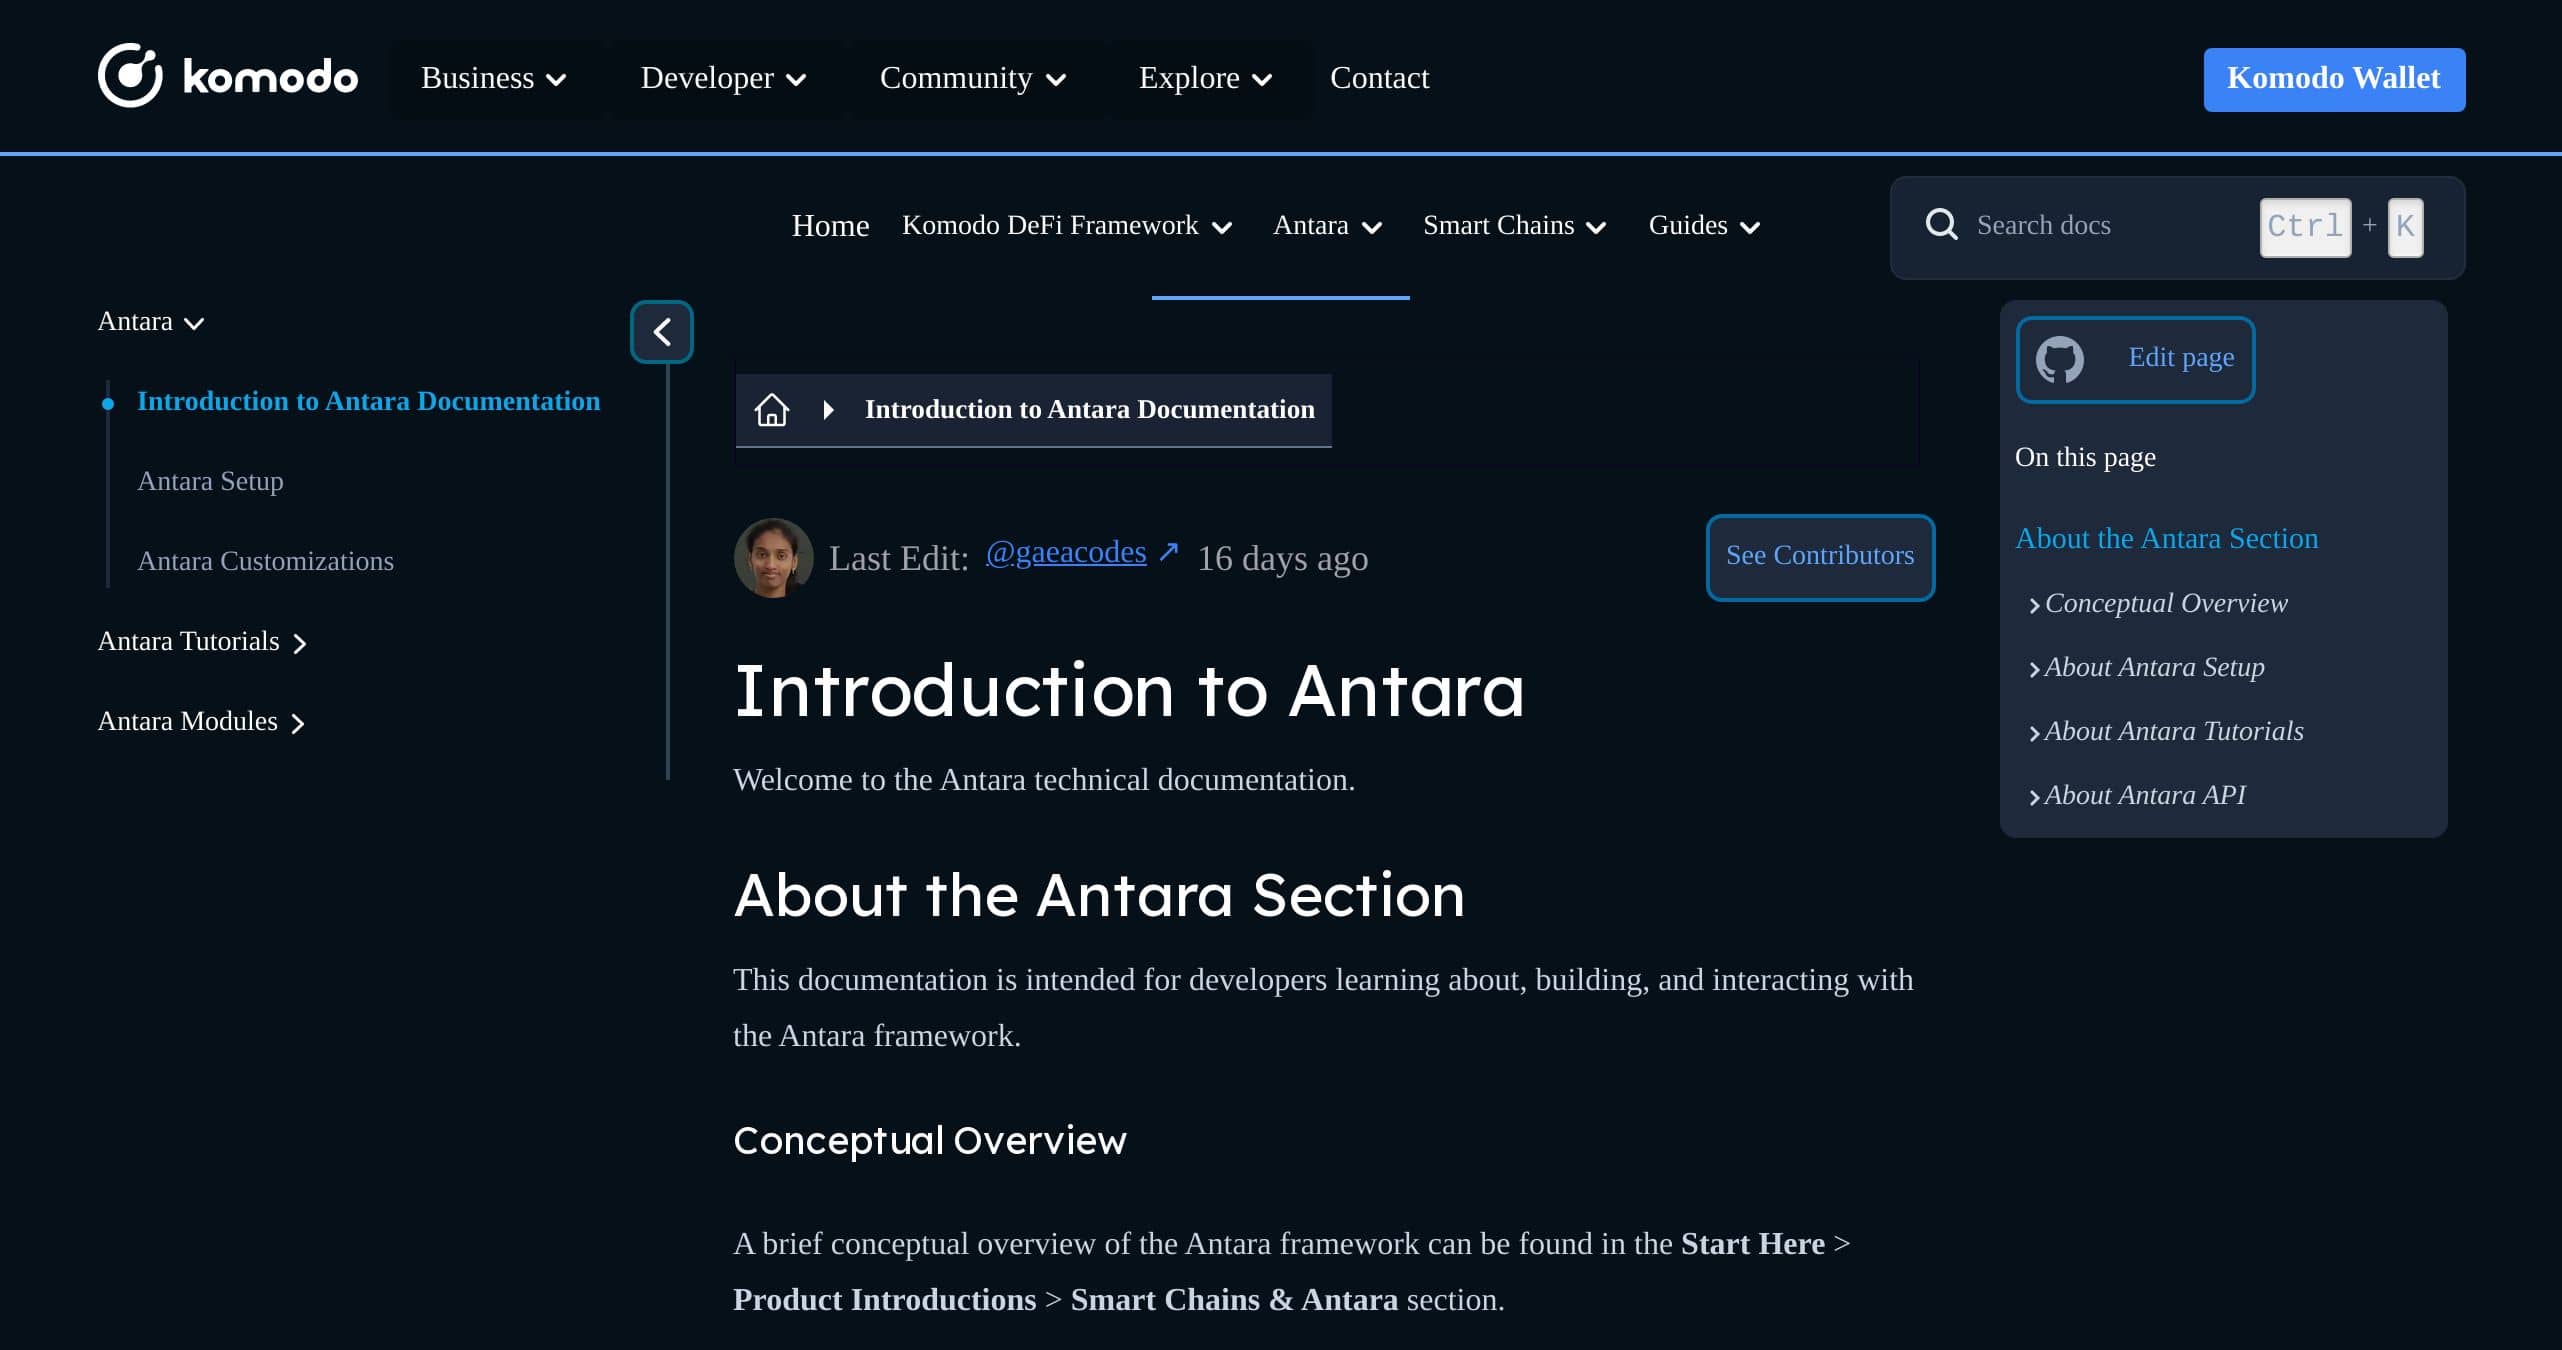 komodo
Business
Developer
Community
Explore
Contact
Komodo Wallet
Home
Komodo DeFi Framework
Antara
Smart Chains
Guides
Search docs
Ctrl + K
Antara
Introduction to Antara Documentation
Antara Setup
Antara Customizations
Antara Tutorials
Antara Modules
Introduction to Antara Documentation
Last Edit: @gaeacodes ↗ 16 days ago
See Contributors
Introduction to Antara
Welcome to the Antara technical documentation.
About the Antara Section
This documentation is intended for developers learning about, building, and interacting with
the Antara framework.
Conceptual Overview
A brief conceptual overview of the Antara framework can be found in the Start Here >
Product Introductions > Smart Chains & Antara section.
Edit page
On this page
About the Antara Section
Conceptual Overview
About Antara Setup
About Antara Tutorials
About Antara API